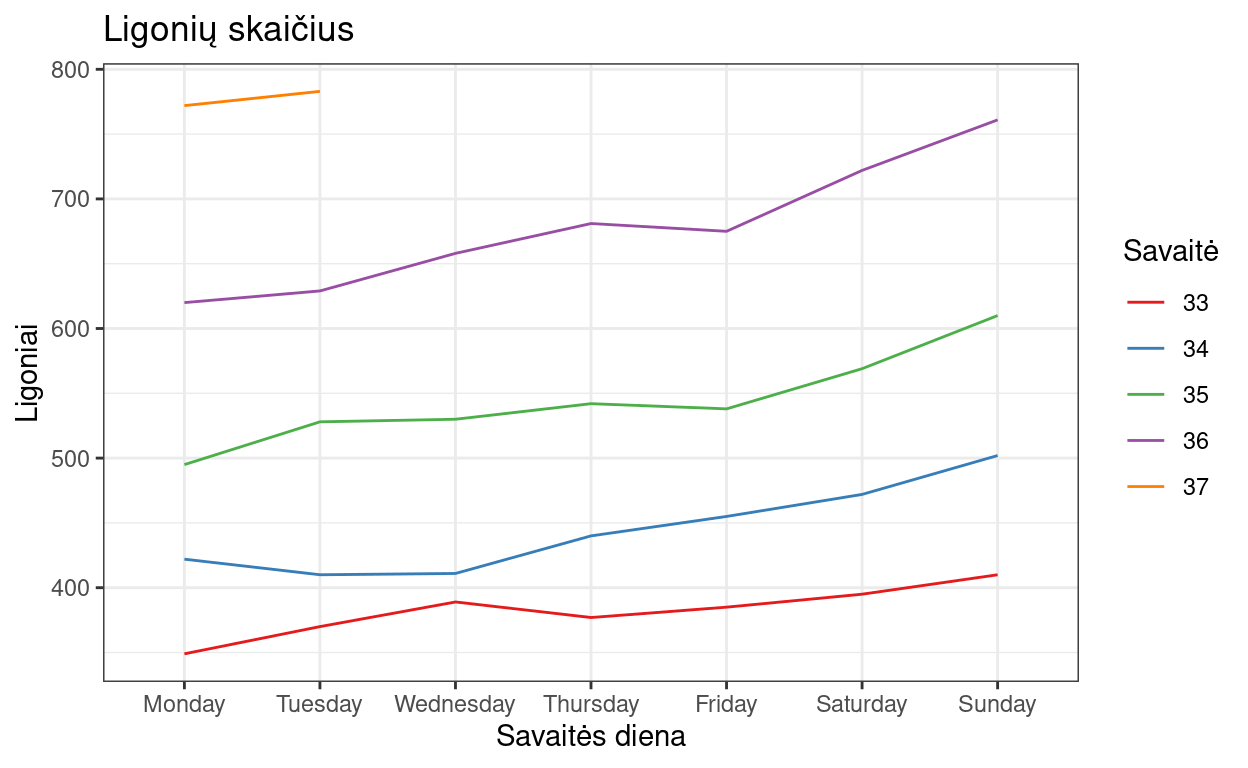 Ligonių skaičius
800
700
600
500
400
Ligoniai
Monday Tuesday Wednesday Thursday Friday Saturday Sunday
Savaitės diena
Savaitė
33
34
35
36
37